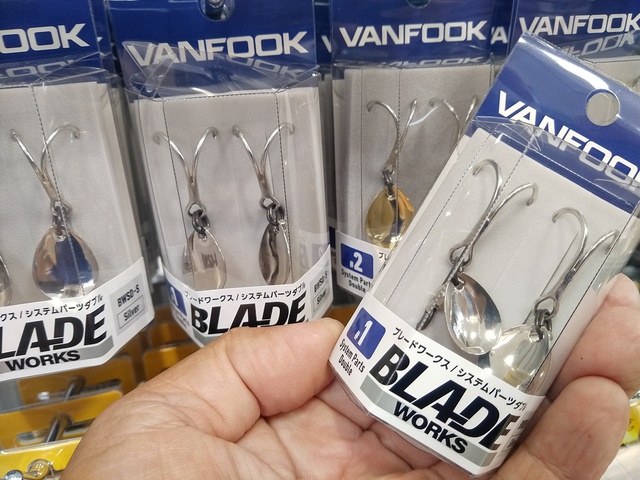 VANFOOK
VANFOOK
VANFOOK
VANFOOK
VANFOOK
ブレードワークス/システムパーツダブル
BLADE
WORKS
BWSD-S
Silver
ブレードワークス/システムパーツダブル
BLADE
#2
System Parts
Double
#1
System Parts
Double
ブレードワークス/システムパーツダブル
BLADE
WORKS